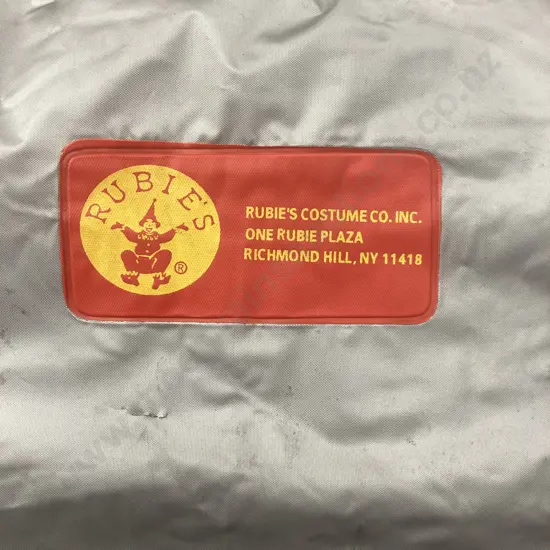 RUBIE'S
®
RUBIE'S COSTUME CO. INC.
ONE RUBIE PLAZA
RICHMOND HILL, NY 11418